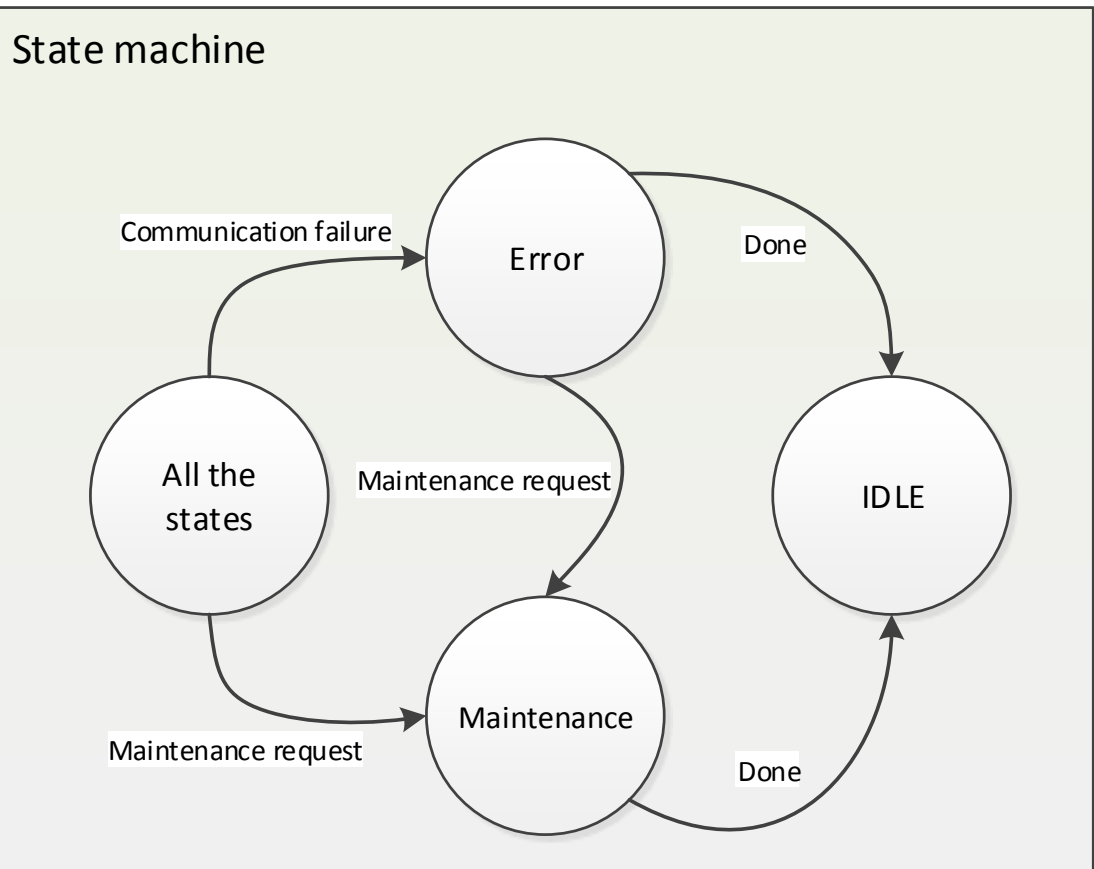 State machine
Communication failure
Error
Done
All the
states
Maintenance request
IDLE
Maintenance
Maintenance request
Done